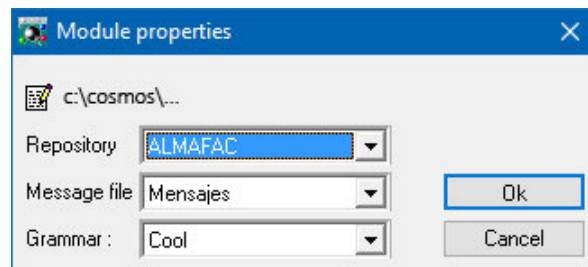 Module properties
c:\cosmos\...
Repository ALMAFAC
Message file Mensajes
Ok
Grammar : Cool
Cancel